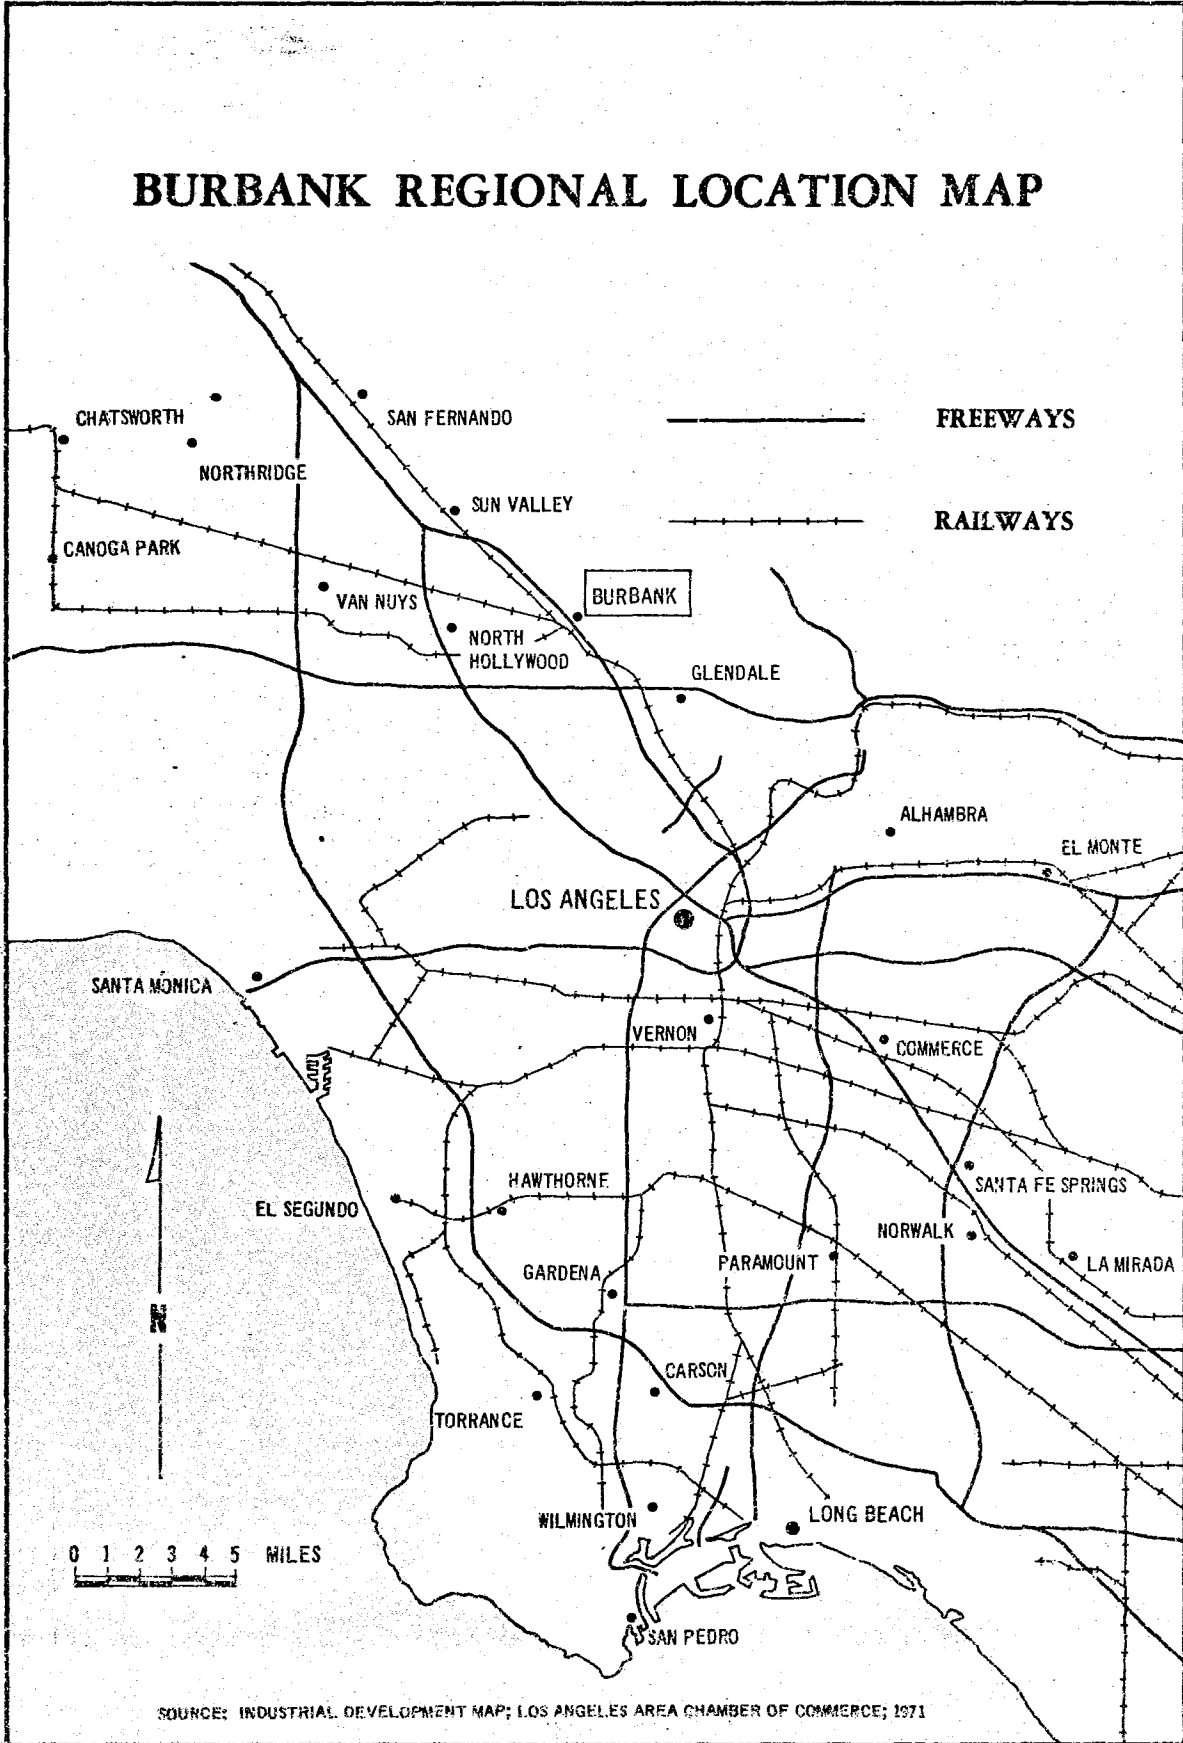 BURBANK REGIONAL LOCATION MAP
CHATSWORTH
SAN FERNANDO
FREEWAYS
NORTHRIDGE
SUN VALLEY
RAILWAYS
CANOGA PARK
VAN NUYS
BURBANK
NORTH
HOLLYWOOD
GLENDALE
ALHAMBRA
EL MONTE
LOS ANGELES
SANTA MONICA
VERNON
COMMERCE
HAWTHORNE
SANTA FE SPRINGS
EL SEGUNDO
NORWALK
PARAMOUNT
LA MIRADA
GARDENA
N
CARSON
TORRANCE
WILMINGTON
LONG BEACH
0 1 2 3 4 5 MILES
SAN PEDRO
SOURCE: INDUSTRIAL DEVELOPMENT MAP; LOS ANGELES AREA CHAMBER OF COMMERCE; 1971